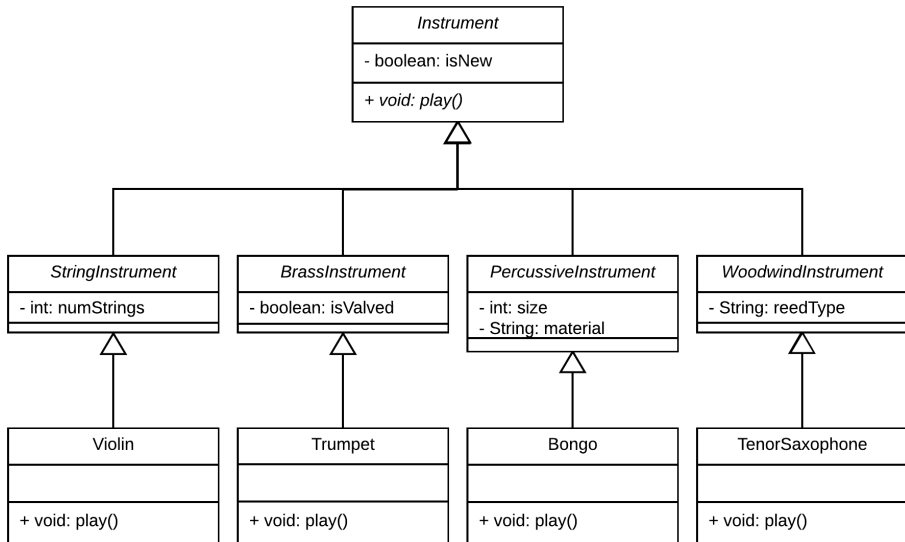 Instrument
- boolean: isNew
+ void: play()
StringInstrument
- int: numStrings
BrassInstrument
- boolean: isValved
PercussiveInstrument
- int: size
- String: material
WoodwindInstrument
- String: reedType
Violin
+ void: play()
Trumpet
+ void: play()
Bongo
+ void: play()
TenorSaxophone
+ void: play()